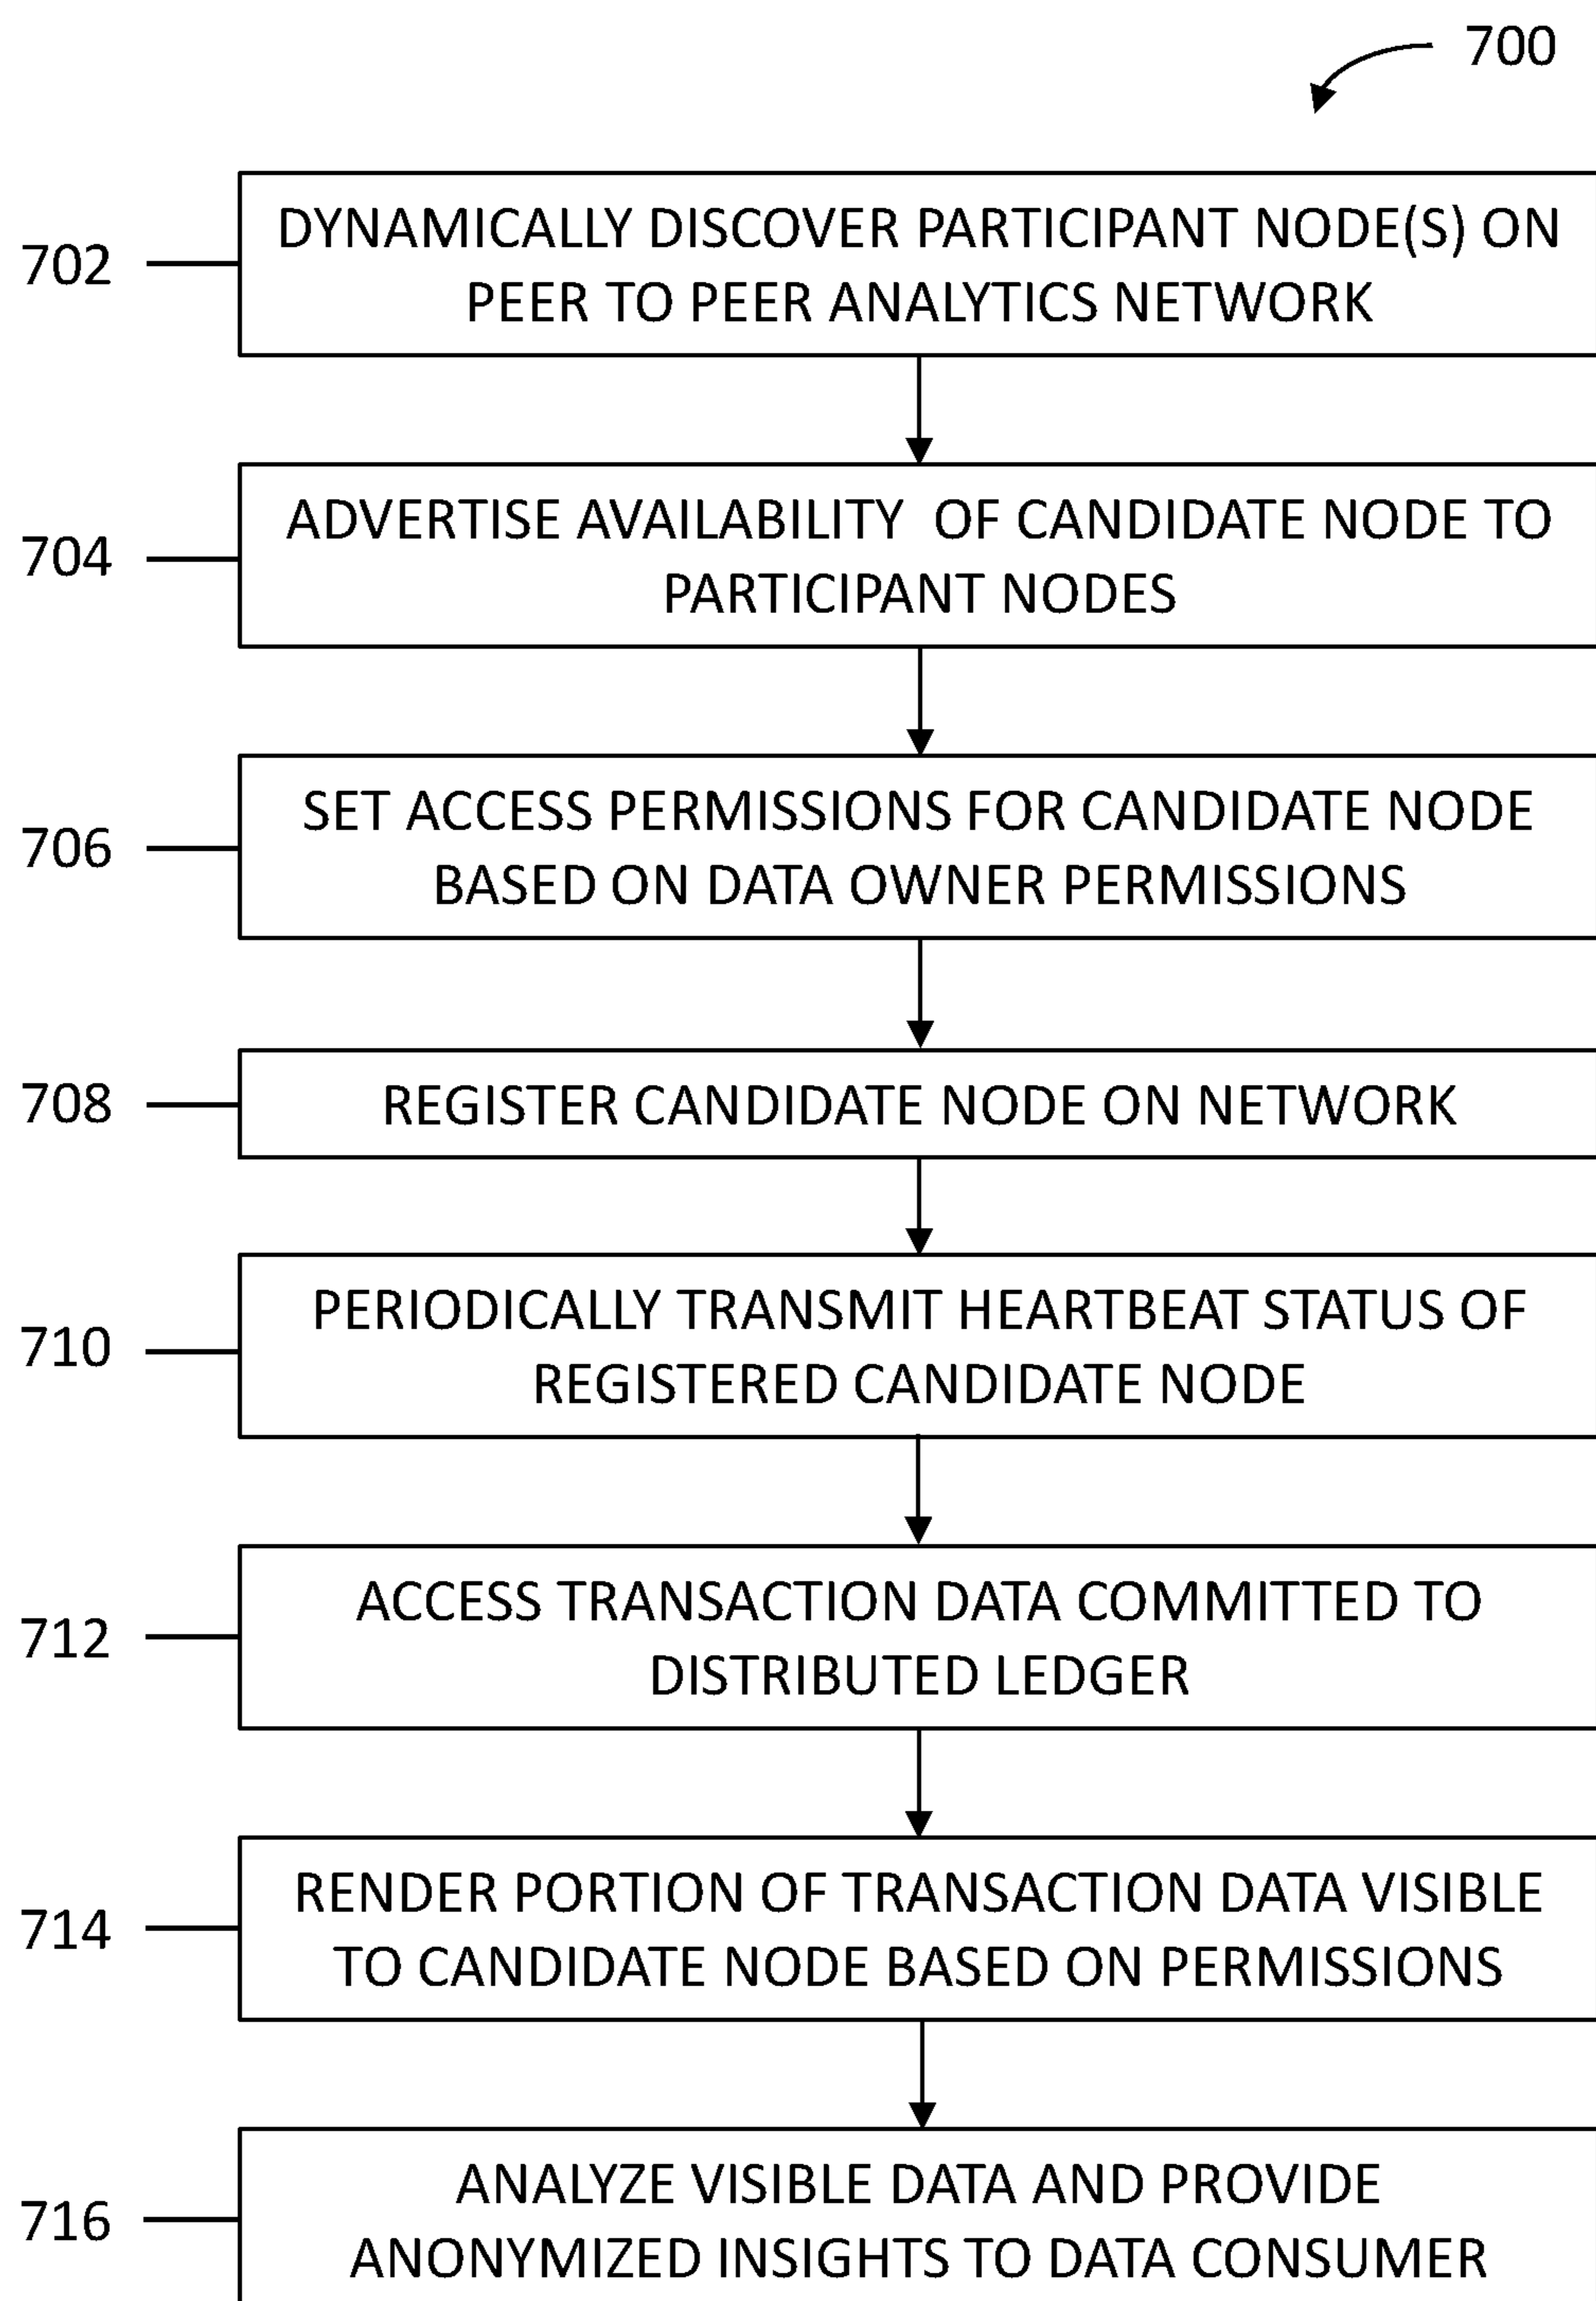 700
702
DYNAMICALLY DISCOVER PARTICIPANT NODE(S) ON
PEER TO PEER ANALYTICS NETWORK
704
ADVERTISE AVAILABILITY OF CANDIDATE NODE TO
PARTICIPANT NODES
706
SET ACCESS PERMISSIONS FOR CANDIDATE NODE
BASED ON DATA OWNER PERMISSIONS
708
REGISTER CANDIDATE NODE ON NETWORK
710
PERIODICALLY TRANSMIT HEARTBEAT STATUS OF
REGISTERED CANDIDATE NODE
712
ACCESS TRANSACTION DATA COMMITTED TO
DISTRIBUTED LEDGER
714
RENDER PORTION OF TRANSACTION DATA VISIBLE
TO CANDIDATE NODE BASED ON PERMISSIONS
716
ANALYZE VISIBLE DATA AND PROVIDE
ANONYMIZED INSIGHTS TO DATA CONSUMER